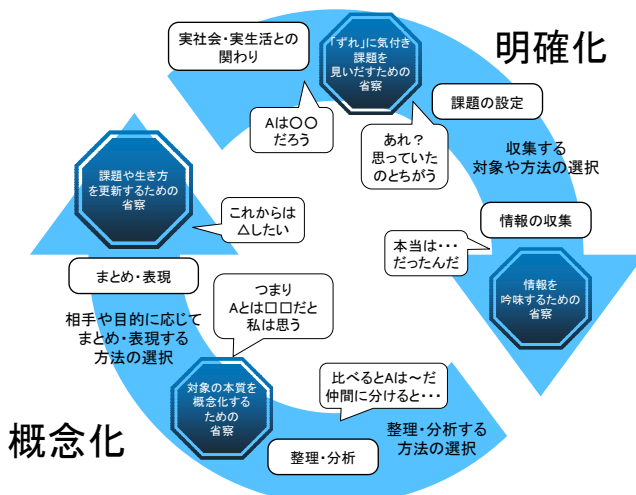 実社会・実生活との
関わり
「ずれ」に気付き
課題を
見いだすための
省察
明確化
Aは〇〇
だろう
あれ？
思っていた
のとちがう
課題の設定
収集する
対象や方法の選択
情報の収集
本当は・・・
だったんだ
情報を
吟味するための
省察
比べるとAは～だ
仲間に分けると・・・
整理・分析する
方法の選択
整理・分析
対象の本質を
概念化する
ための
省察
概念化
つまり
Aとは□□だと
私は思う
相手や目的に応じて
まとめ・表現する
方法の選択
まとめ・表現
これからは
△したい
課題や生き方
を更新するための
省察